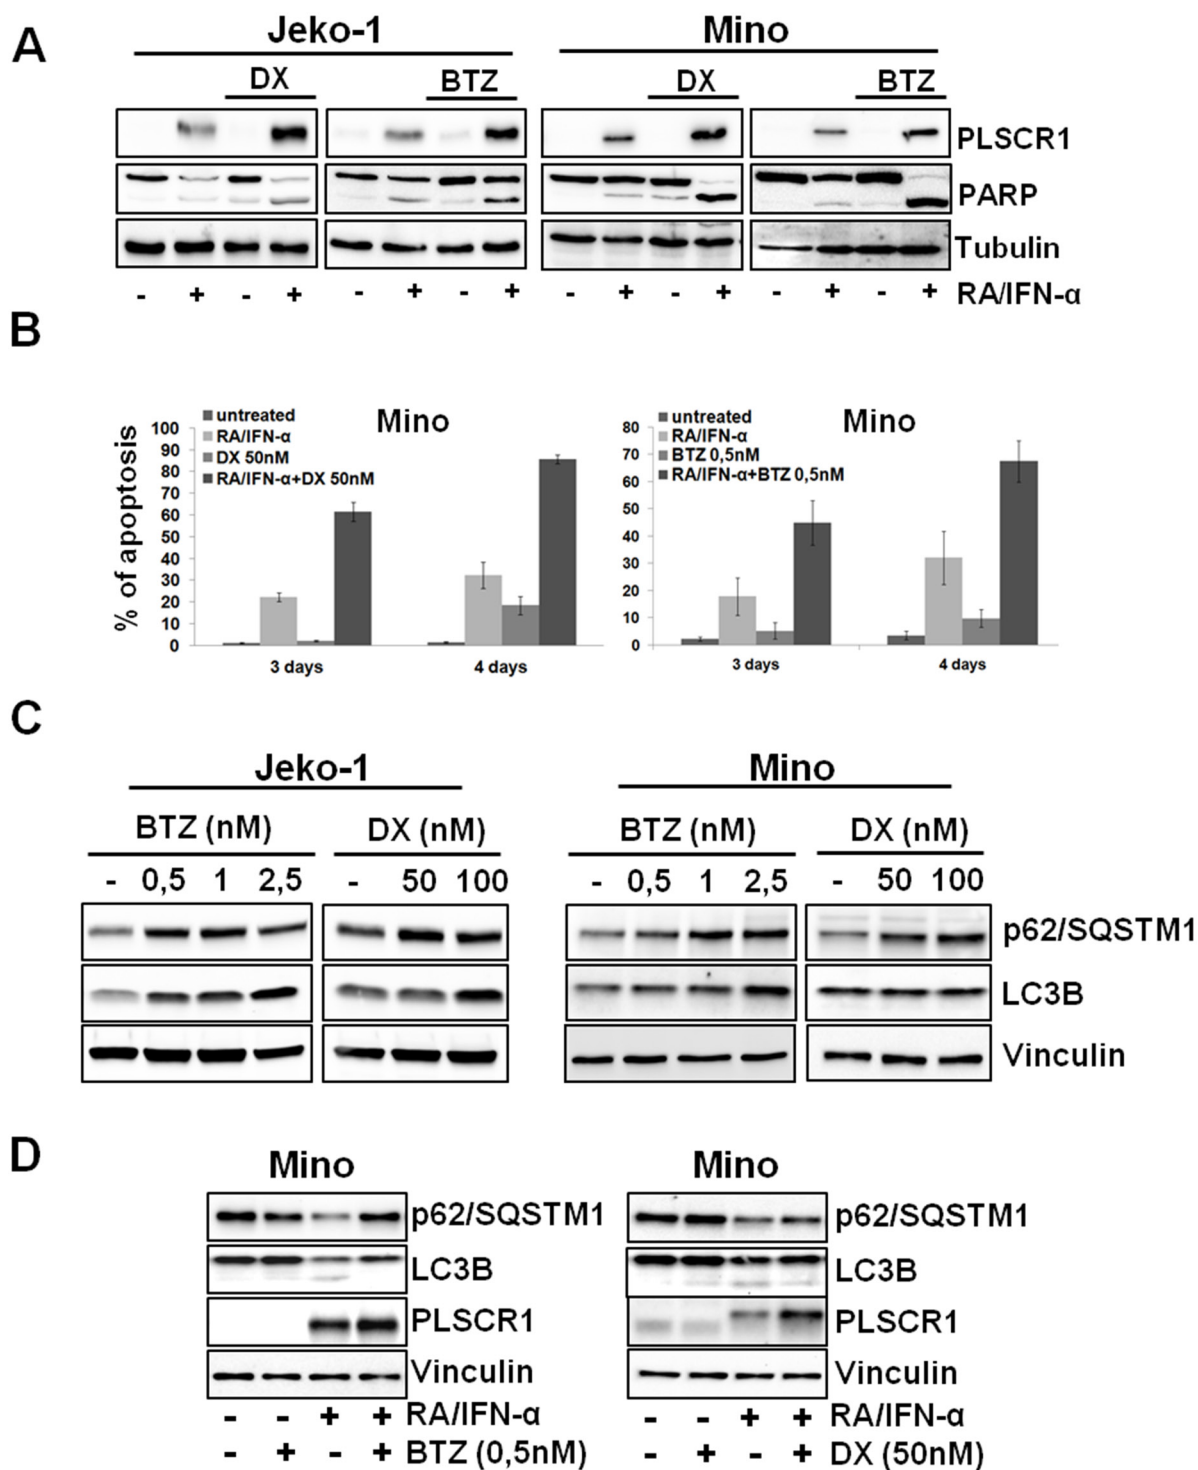 A
Jeko-1 Mino
DX BTZ DX BTZ
PLSCR1
PARP
Tubulin
- + - + - + - + - + - + - + - + RA/IFN-α
B
% of apoptosis
Mino
untreated
RA/IFN-α
DX 50nM
RA/IFN-α+DX 50nM
100
90
80
70
60
50
40
30
20
10
0
3 days 4 days
Mino
untreated
RA/IFN-α
BTZ 0,5nM
RA/IFN-α+BTZ 0,5nM
80
70
60
50
40
30
20
10
0
3 days 4 days
C
Jeko-1 Mino
BTZ (nM) DX (nM) BTZ (nM) DX (nM)
- 0,5 1 2,5 - 50 100 - 0,5 1 2,5 - 50 100
p62/SQSTM1
LC3B
Vinculin
D
Mino
p62/SQSTM1
LC3B
PLSCR1
Vinculin
- - + + RA/IFN-α
- + - + BTZ (0,5nM)
Mino
p62/SQSTM1
LC3B
PLSCR1
Vinculin
- - + + RA/IFN-α
- + - + DX (50nM)